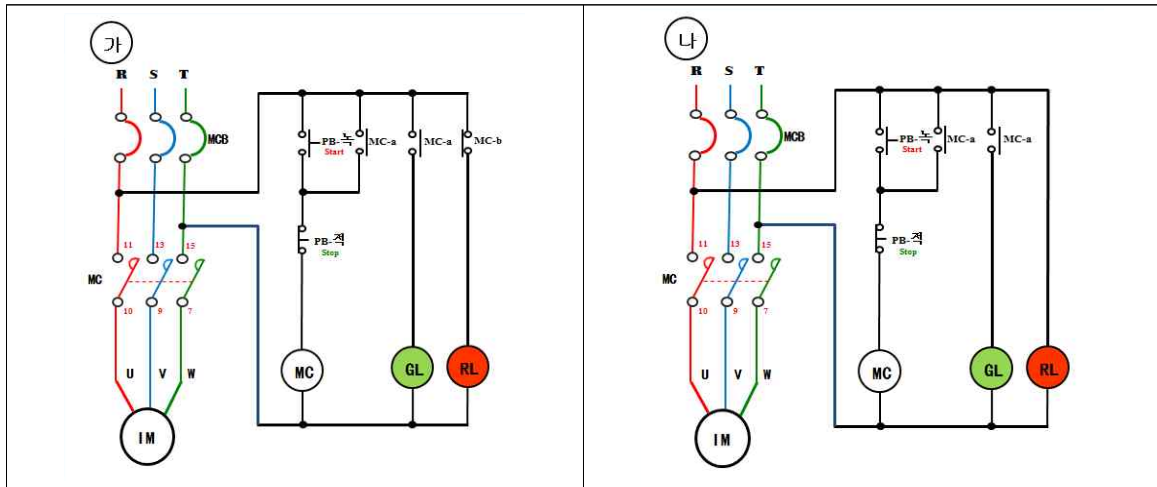 가
R S T
MCB
PB-녹
Start
MC-a
MC-a
MC-b
PB-적
Stop
11 13 15
MC
10 9 7
U V W
MC
GL
RL
IM
나
R S T
MCB
PB-녹
Start
MC-a
MC-a
PB-적
Stop
11 13 15
MC
10 9 7
U V W
MC
GL
RL
IM